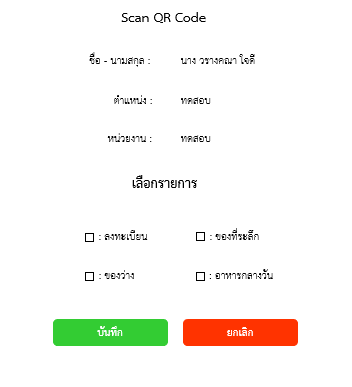 Scan QR Code
ชื่อ - นามสกุล : นาง วรางคณา ใจดี
ตำแหน่ง : ทดสอบ
หน่วยงาน : ทดสอบ
เลือกรายการ
: ลงทะเบียน : ของที่ระลึก
: ของว่าง : อาหารกลางวัน
บันทึก ยกเลิก